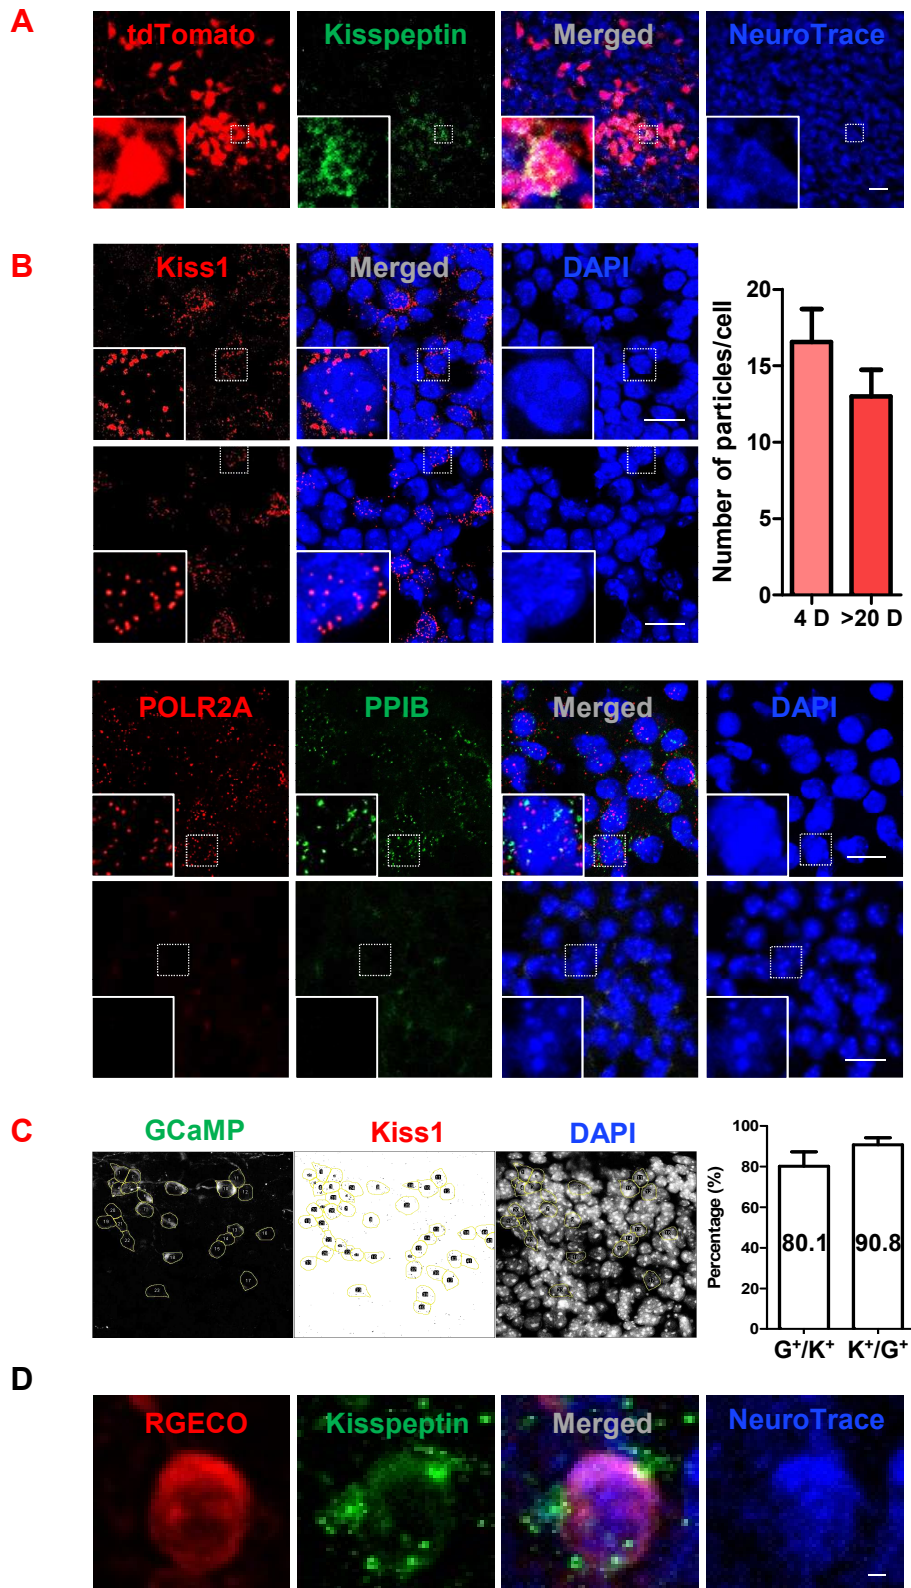 A
tdTomato Kisspeptin Merged NeuroTrace
B
Kiss1 Merged DAPI
Number of particles/cell
20
15
10
5
0
4 D >20 D
POLR2A PPIB Merged DAPI
C
GCaMP Kiss1 DAPI
Percentage (%)
100
80
60
40
20
0
80.1 90.8
G⁺/K⁺ K⁺/G⁺
D
RGECO Kisspeptin Merged NeuroTrace